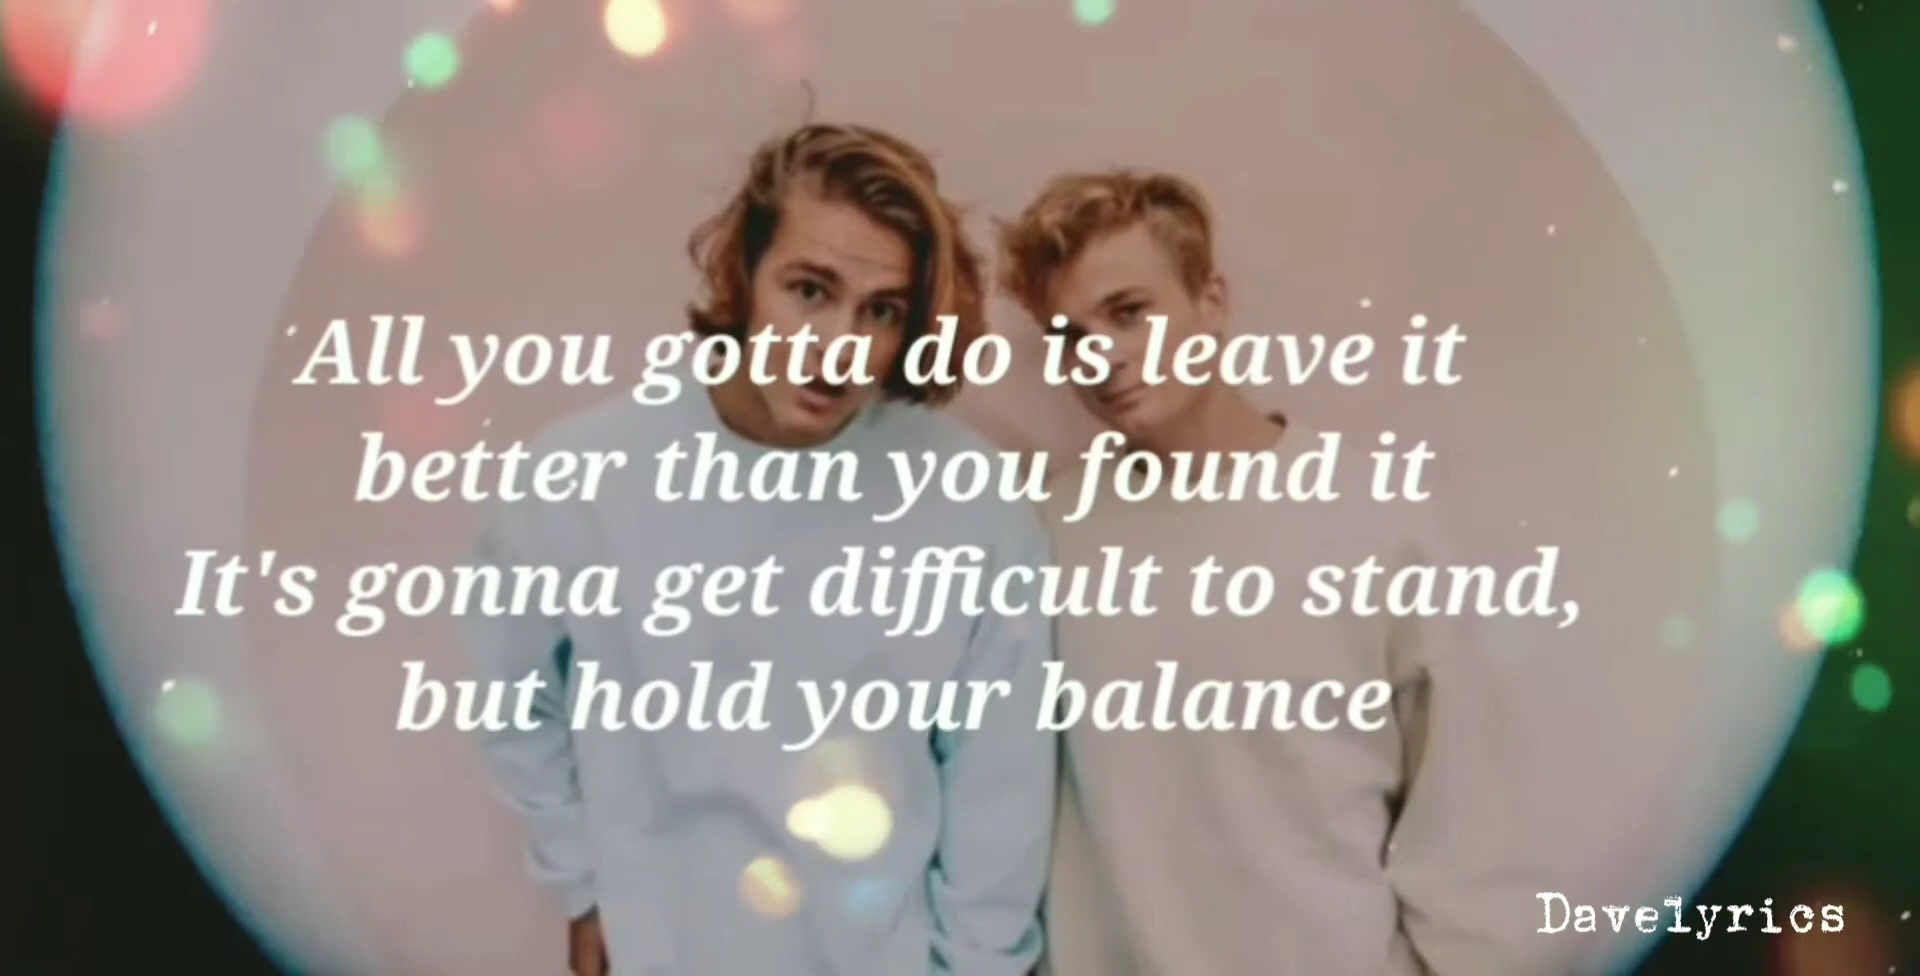 All you gotta do is leave it
better than you found it
It's gonna get difficult to stand,
but hold your balance
Davelyrics